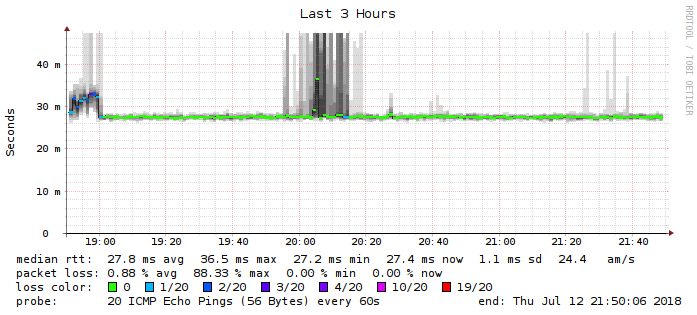 Last 3 Hours
RRDTOOL / TOBI OETIKER
Seconds
40 m
30 m
20 m
10 m
0
19:00 19:20 19:40 20:00 20:20 20:40 21:00 21:20 21:40
median rtt: 27.8 ms avg 36.5 ms max 27.2 ms min 27.4 ms now 1.1 ms sd 24.4 am/s
packet loss: 0.88 % avg 88.33 % max 0.00 % min 0.00 % now
loss color: 0 1/20 2/20 3/20 4/20 10/20 19/20
probe: 20 ICMP Echo Pings (56 Bytes) every 60s end: Thu Jul 12 21:50:06 2018